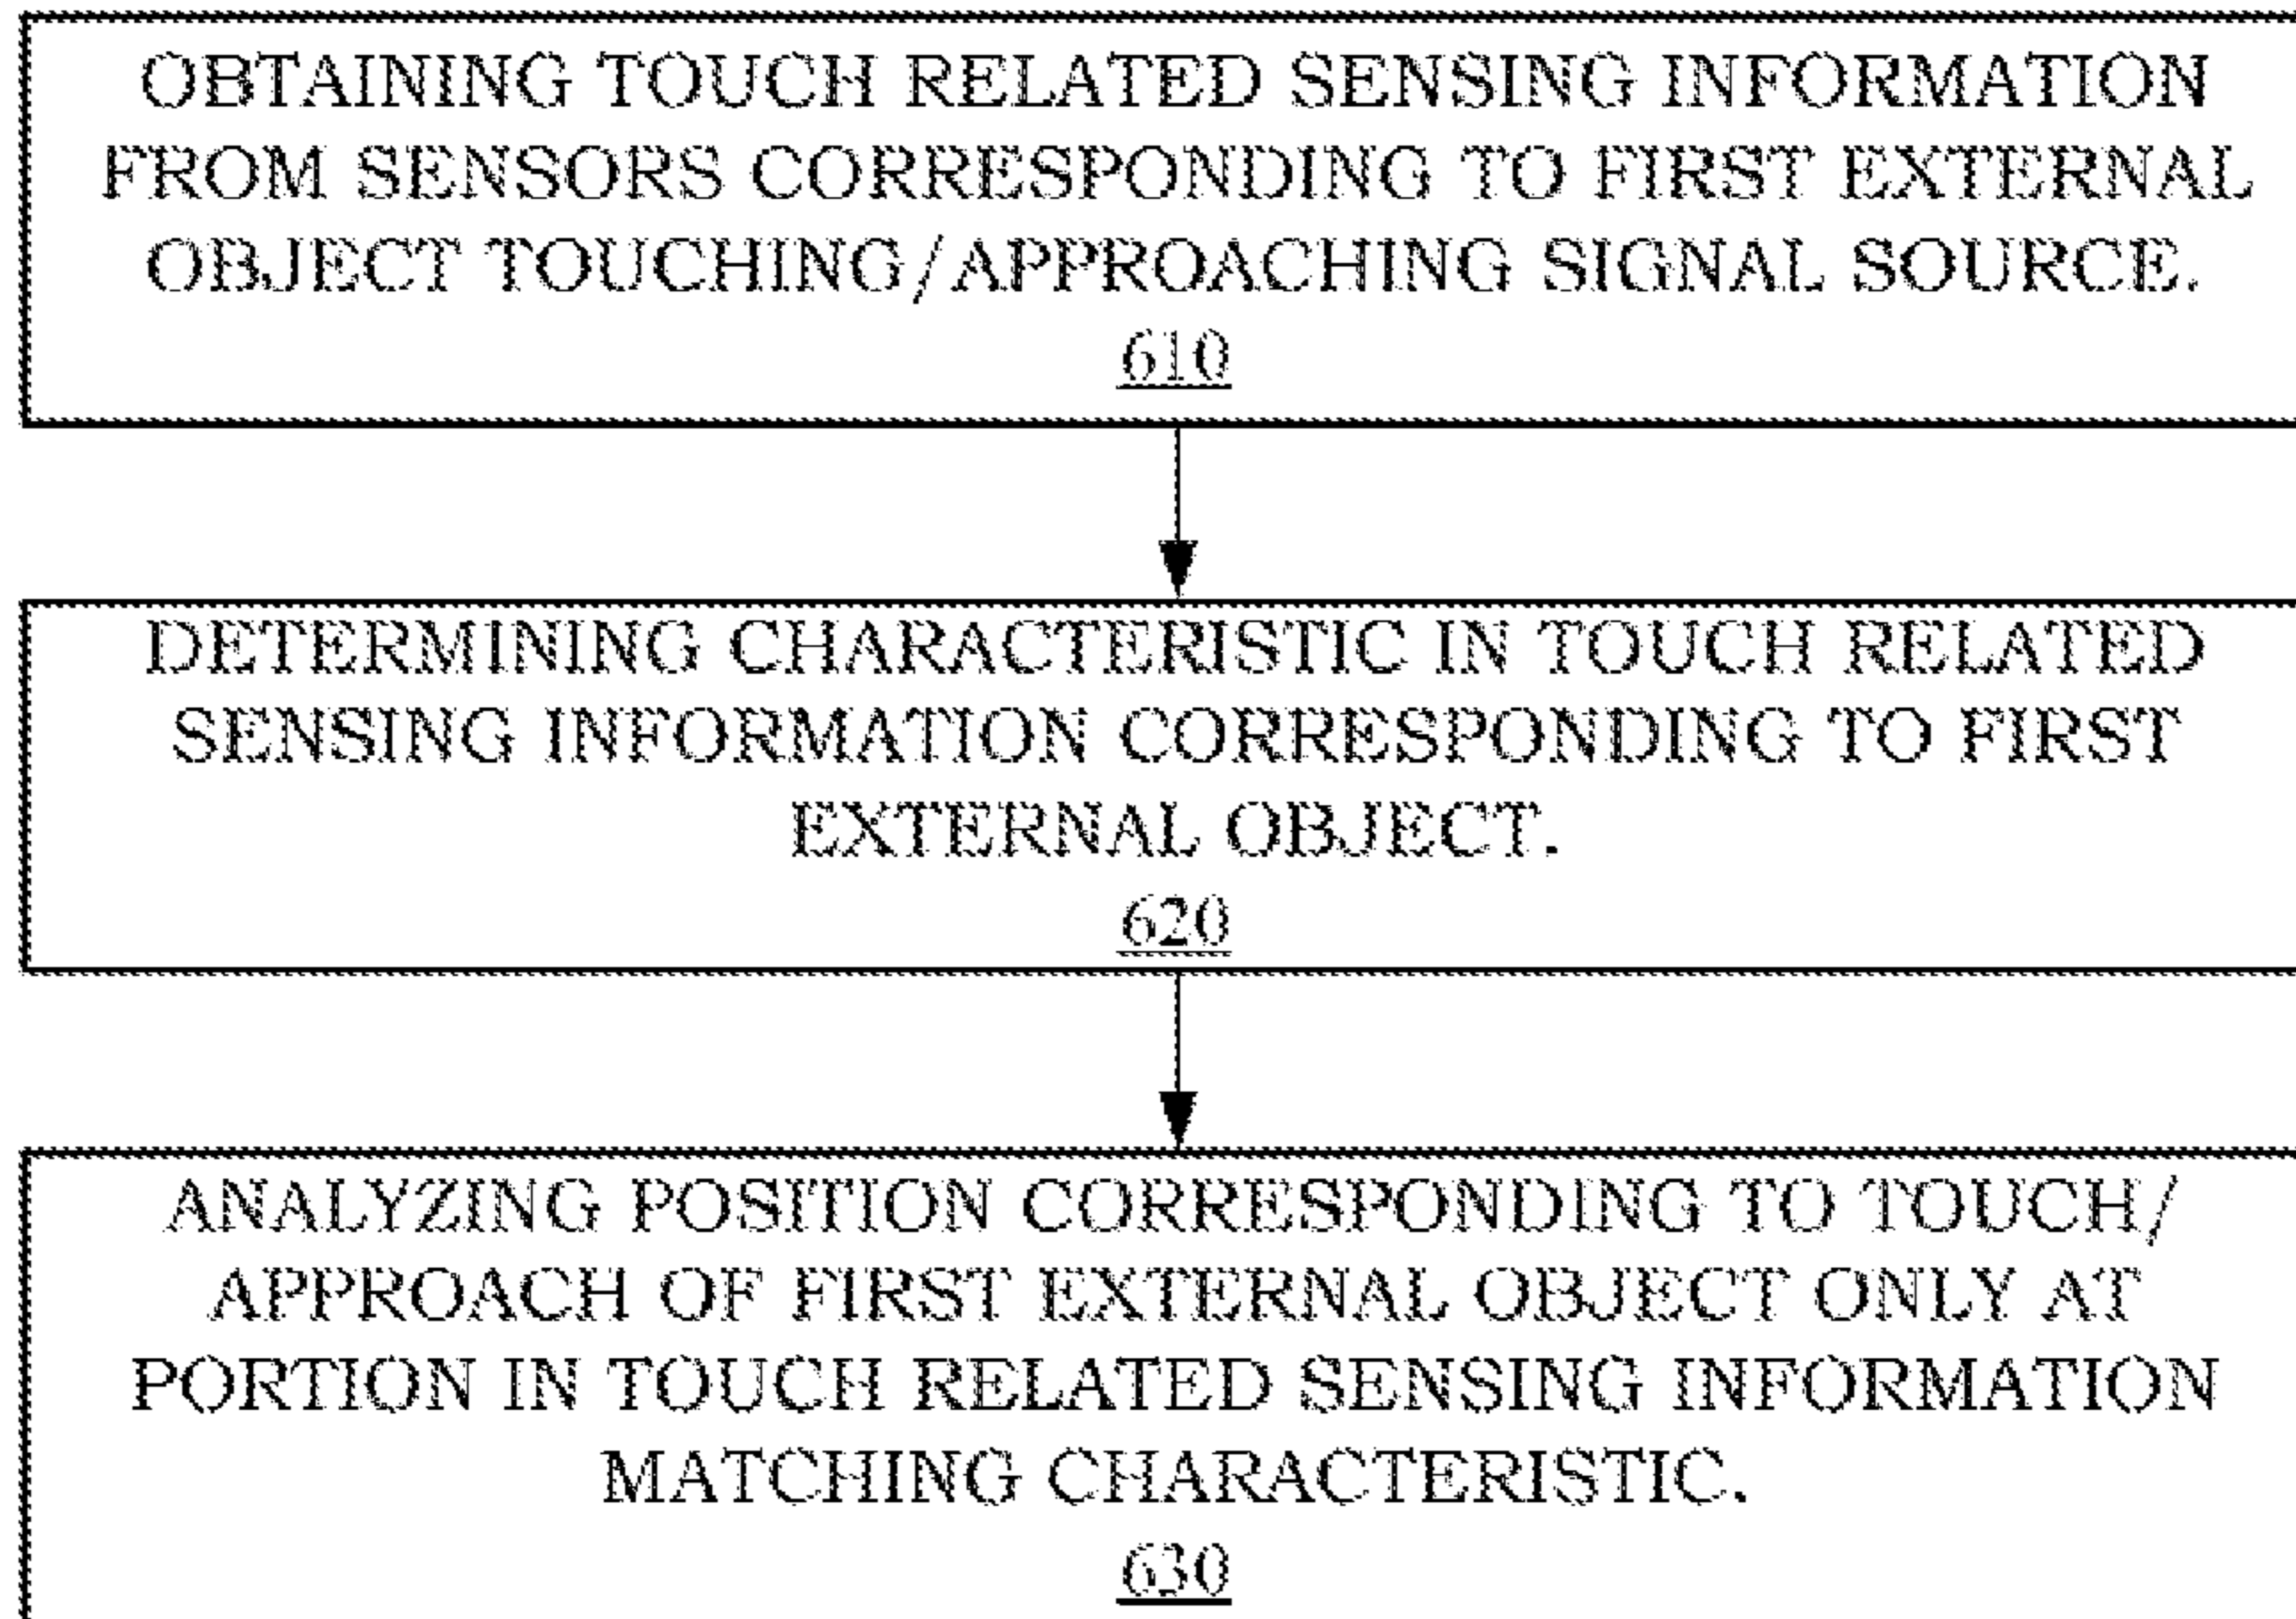 OBTAINING TOUCH RELATED SENSING INFORMATION
FROM SENSORS CORRESPONDING TO FIRST EXTERNAL
OBJECT TOUCHING/APPROACHING SIGNAL SOURCE.
610
DETERMINING CHARACTERISTIC IN TOUCH RELATED
SENSING INFORMATION CORRESPONDING TO FIRST
EXTERNAL OBJECT.
620
ANALYZING POSITION CORRESPONDING TO TOUCH/
APPROACH OF FIRST EXTERNAL OBJECT ONLY AT
PORTION IN TOUCH RELATED SENSING INFORMATION
MATCHING CHARACTERISTIC.
630